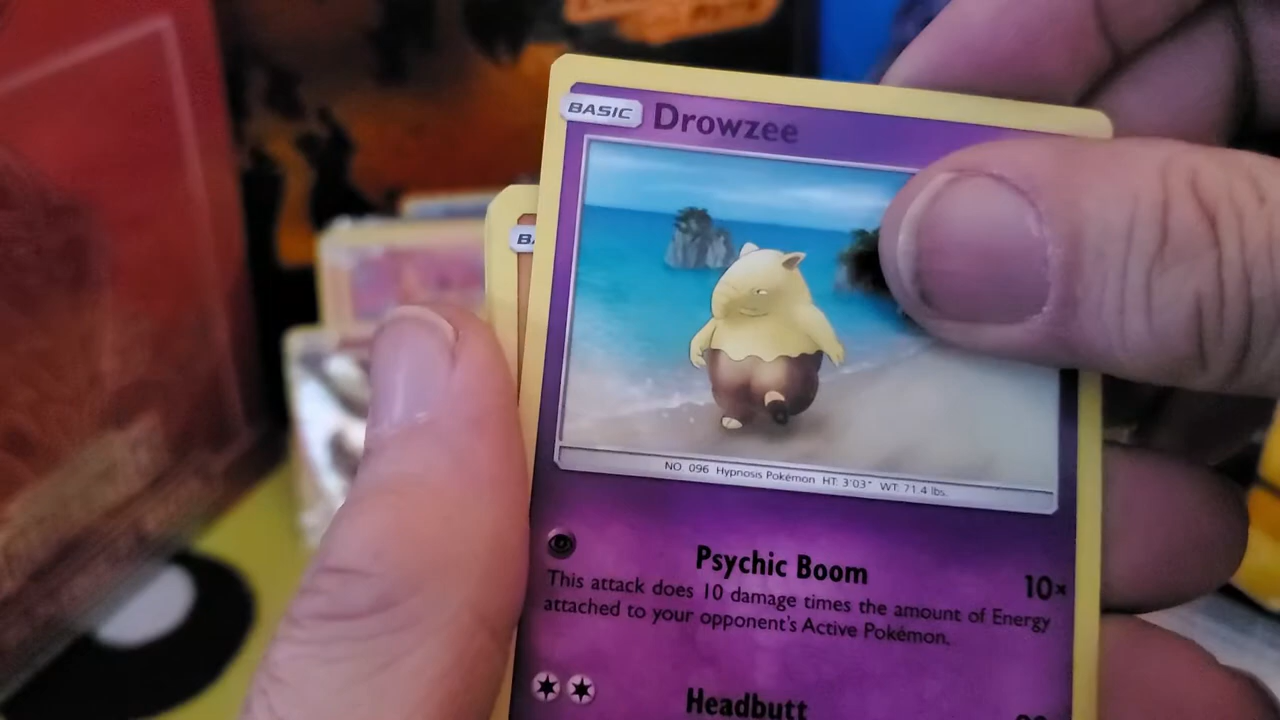 BASIC Drowzee
NO. 096 Hypnosis Pokémon HT: 3'03" WT: 71.4 lbs.
Psychic Boom 10×
This attack does 10 damage times the amount of Energy
attached to your opponent's Active Pokémon.
Headbutt